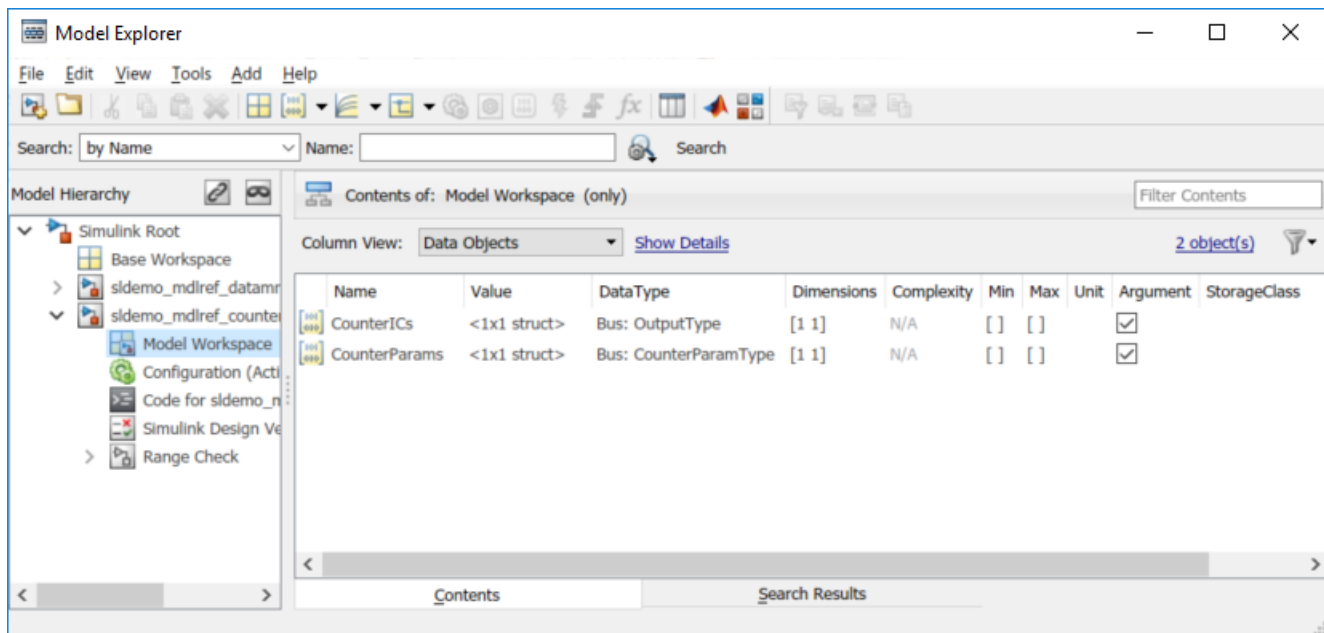 Model Explorer
File Edit View Tools Add Help
fx
Search: by Name Name: Search
Model Hierarchy
Contents of: Model Workspace (only) Filter Contents
Simulink Root
Base Workspace
sldemo_mdlref_datamr
sldemo_mdlref_counter
Model Workspace
Configuration (Acti
Code for sldemo_m
Simulink Design Ve
Range Check
Column View: Data Objects Show Details 2 object(s)
Name Value DataType Dimensions Complexity Min Max Unit Argument StorageClass
CounterICs <1x1 struct> Bus: OutputType [1 1] N/A [ ] [ ]
CounterParams <1x1 struct> Bus: CounterParamType [1 1] N/A [ ] [ ]
Contents Search Results